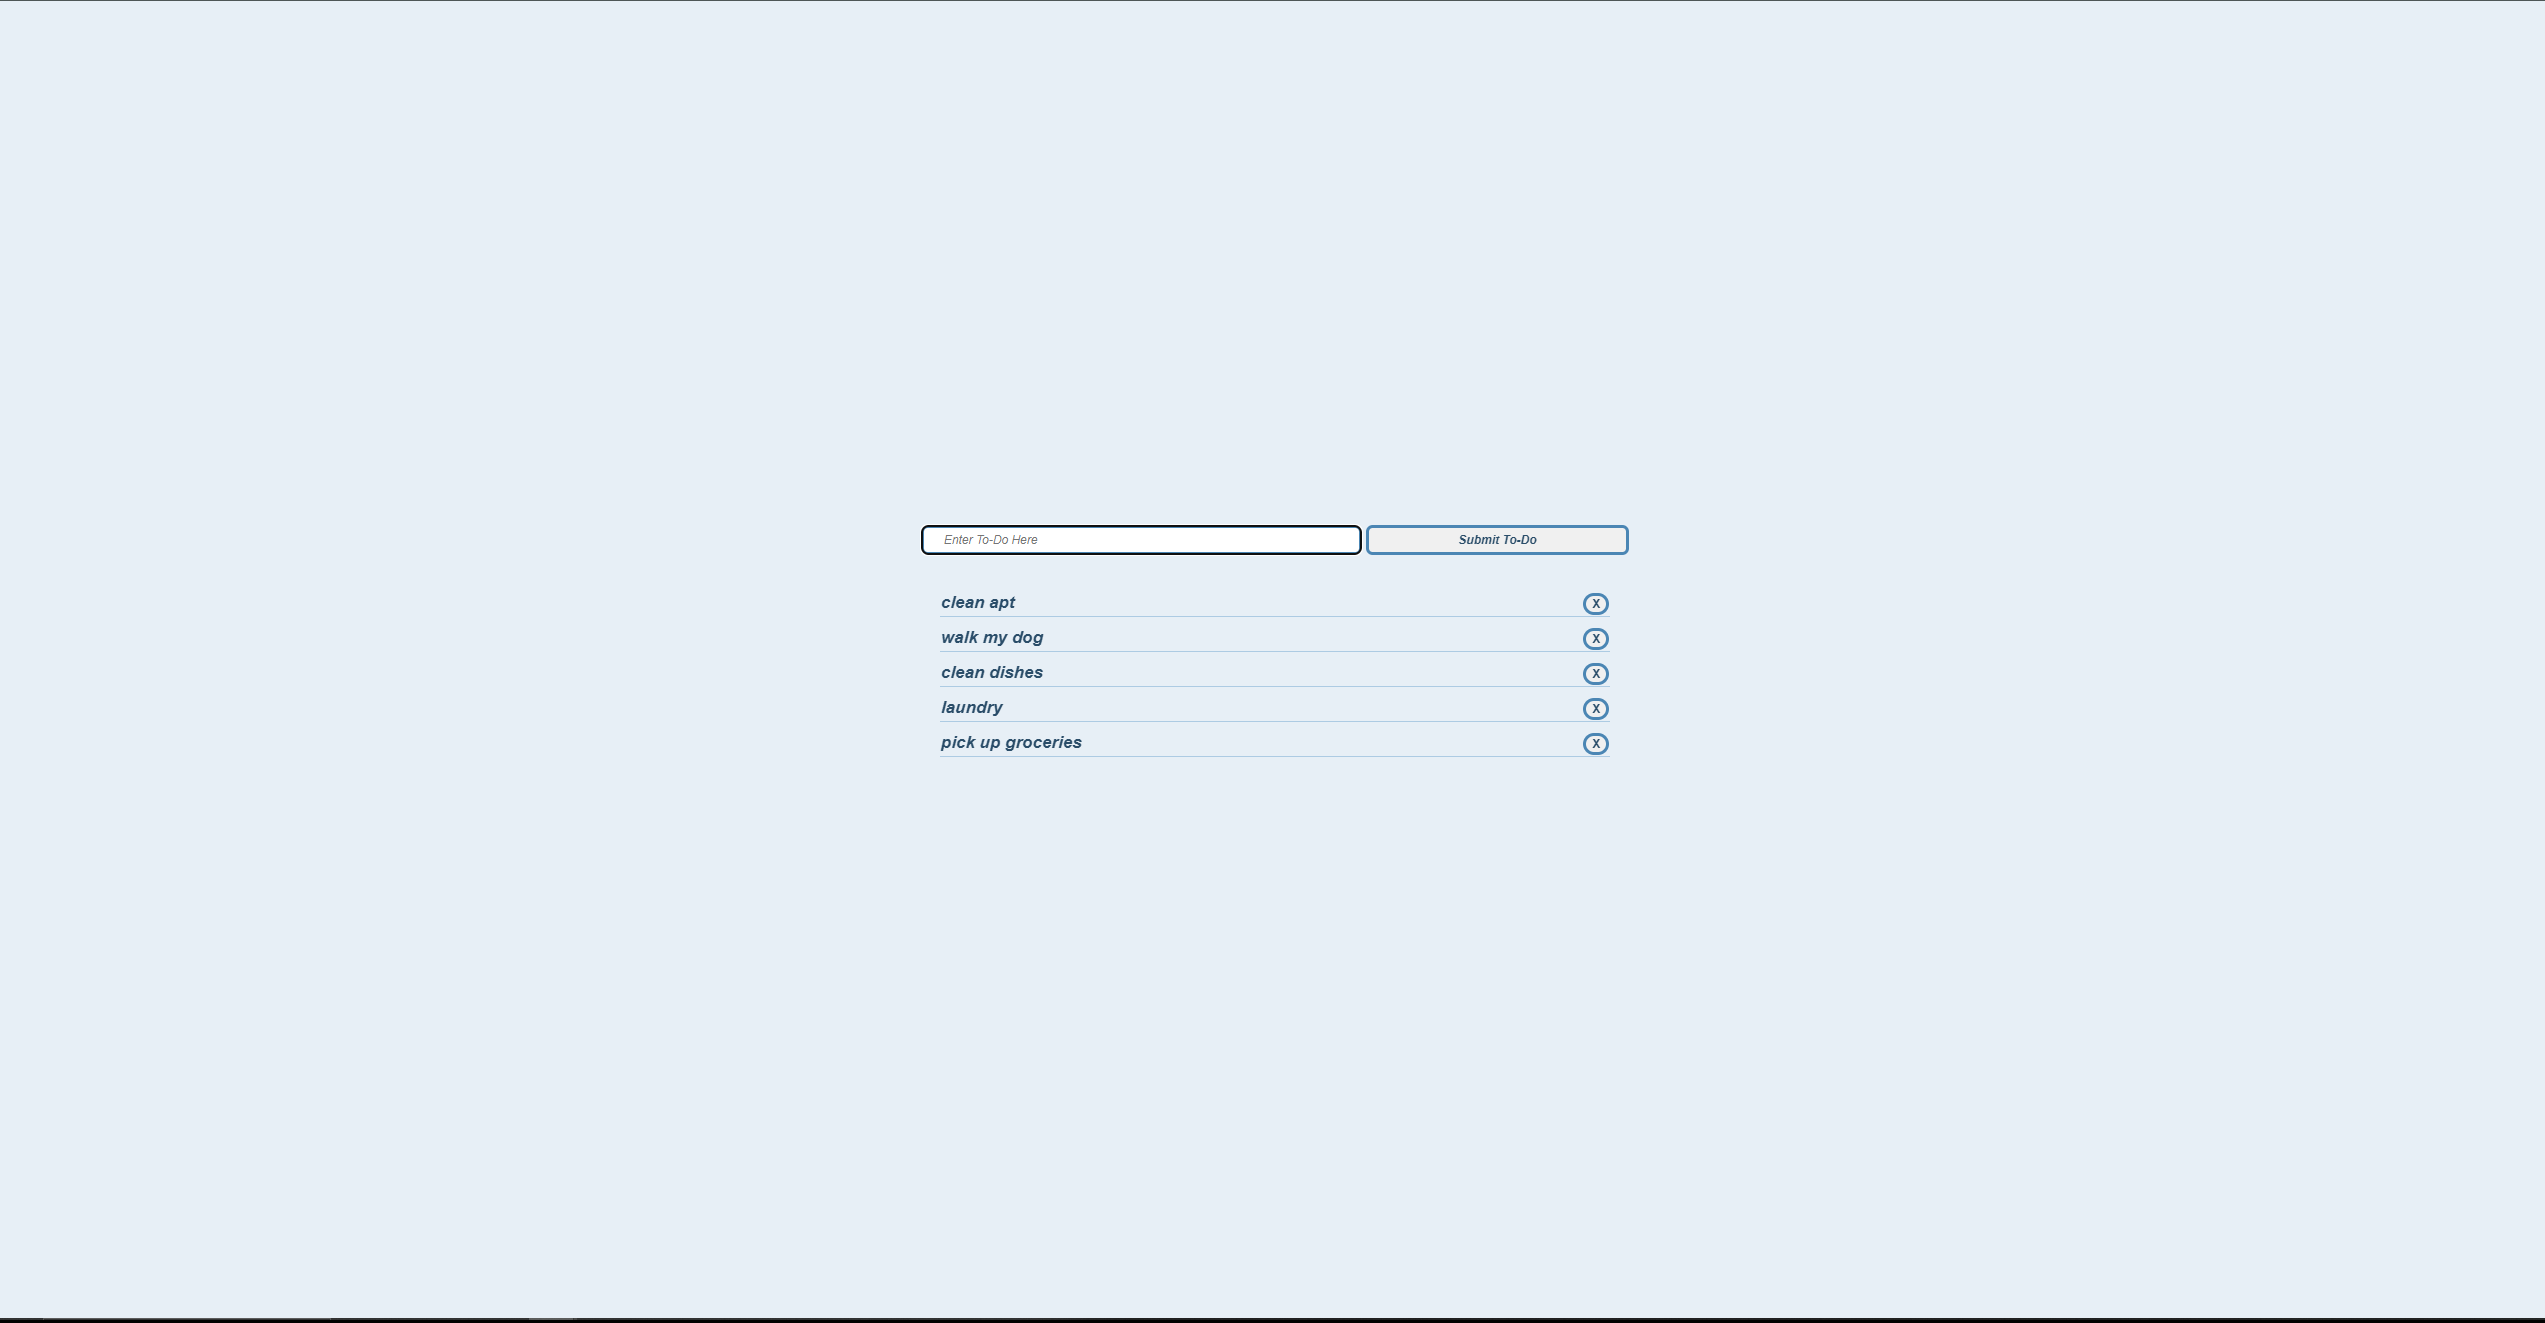 Enter To-Do Here Submit To-Do
clean apt X
walk my dog X
clean dishes X
laundry X
pick up groceries X